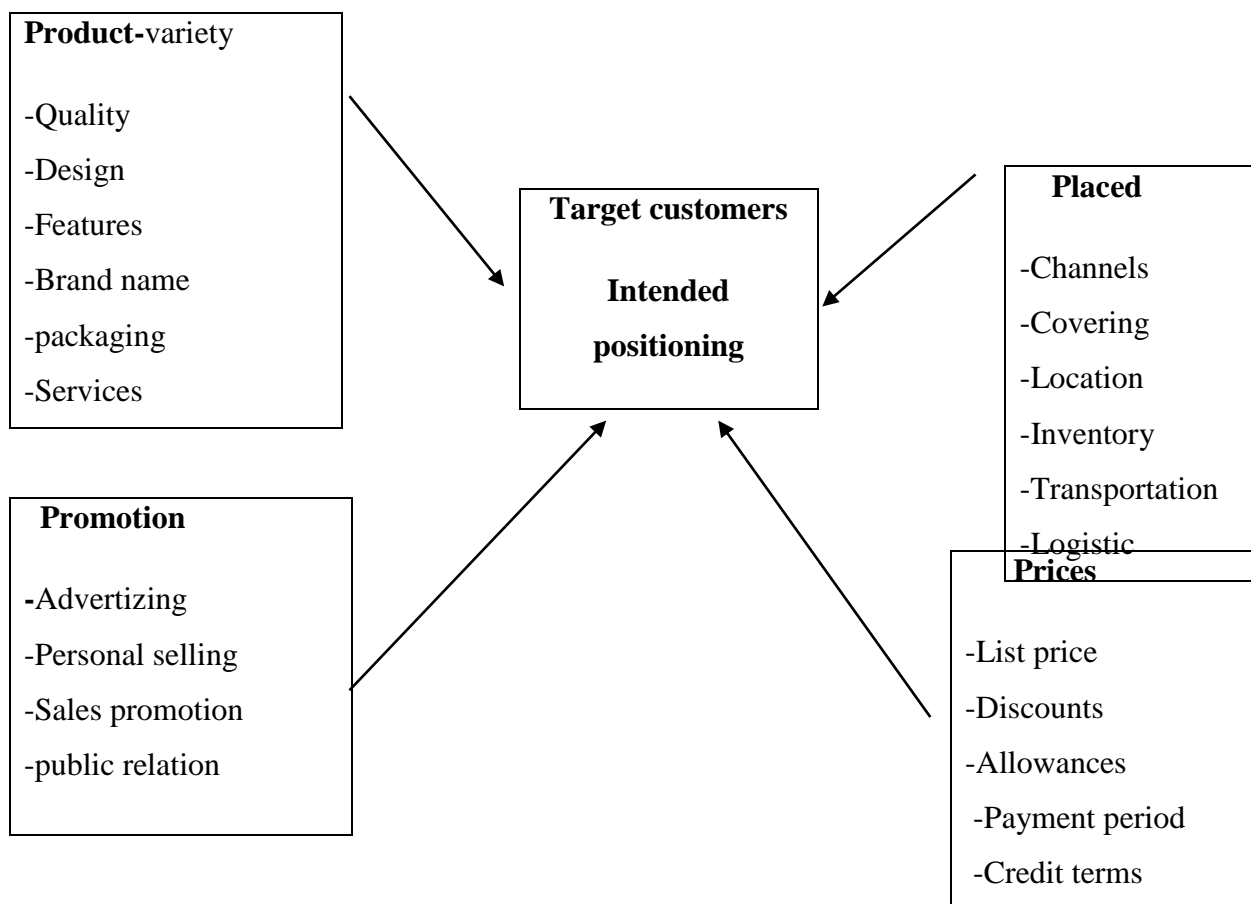 Product-variety
-Quality
-Design
-Features
-Brand name
-packaging
-Services
Target customers
Intended
positioning
Placed
-Channels
-Covering
-Location
-Inventory
-Transportation
-Logistic
Promotion
-Advertizing
-Personal selling
-Sales promotion
-public relation
Prices
-List price
-Discounts
-Allowances
-Payment period
-Credit terms